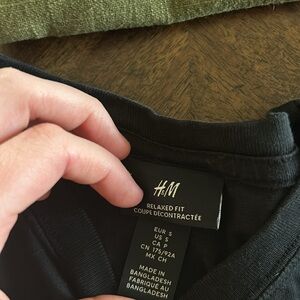 H&M
RELAXED FIT
COUPE DÉCONTRACTÉE
EUR S
US S
CA P
CN 175/92A
MX CH
MADE IN
BANGLADESH
FABRIQUÉ AU
BANGLADESH